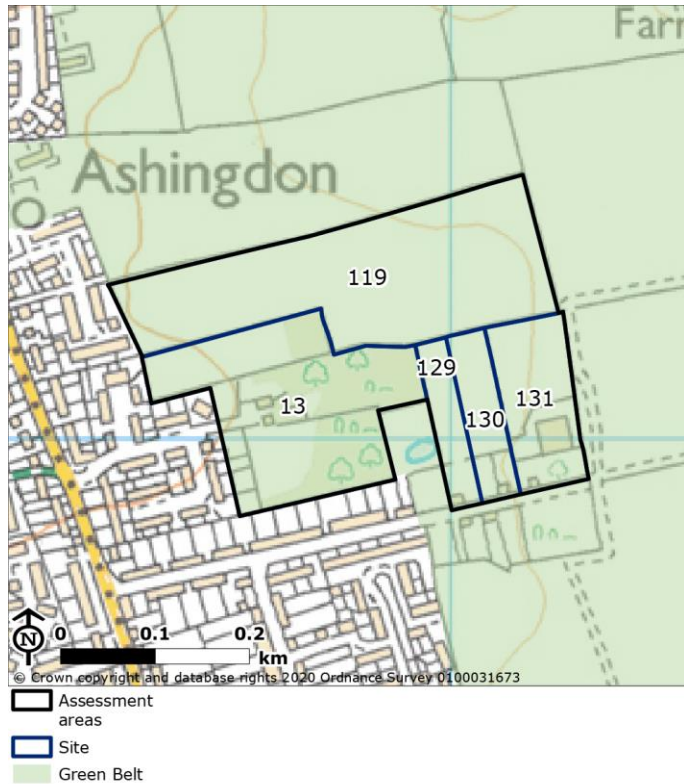 Farr
Ashingdon
119
129
13
131
130
N
0 0.1 0.2
km
© Crown copyright and database rights 2020 Ordnance Survey 0100031673
Assessment
areas
Site
Green Belt